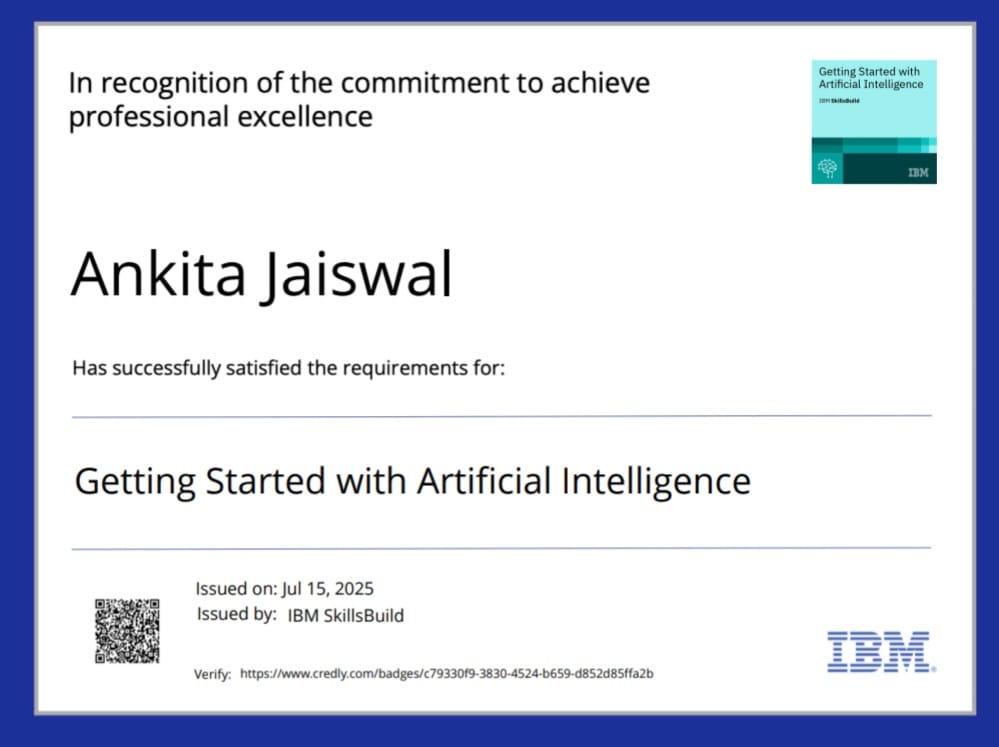 In recognition of the commitment to achieve
professional excellence
Getting Started with
Artificial Intelligence
IBM SkillsBuild
IBM
Ankita Jaiswal
Has successfully satisfied the requirements for:
Getting Started with Artificial Intelligence
Issued on: Jul 15, 2025
Issued by: IBM SkillsBuild
Verify: https://www.credly.com/badges/c79330f9-3830-4524-b659-d852d85ffa2b
IBM®